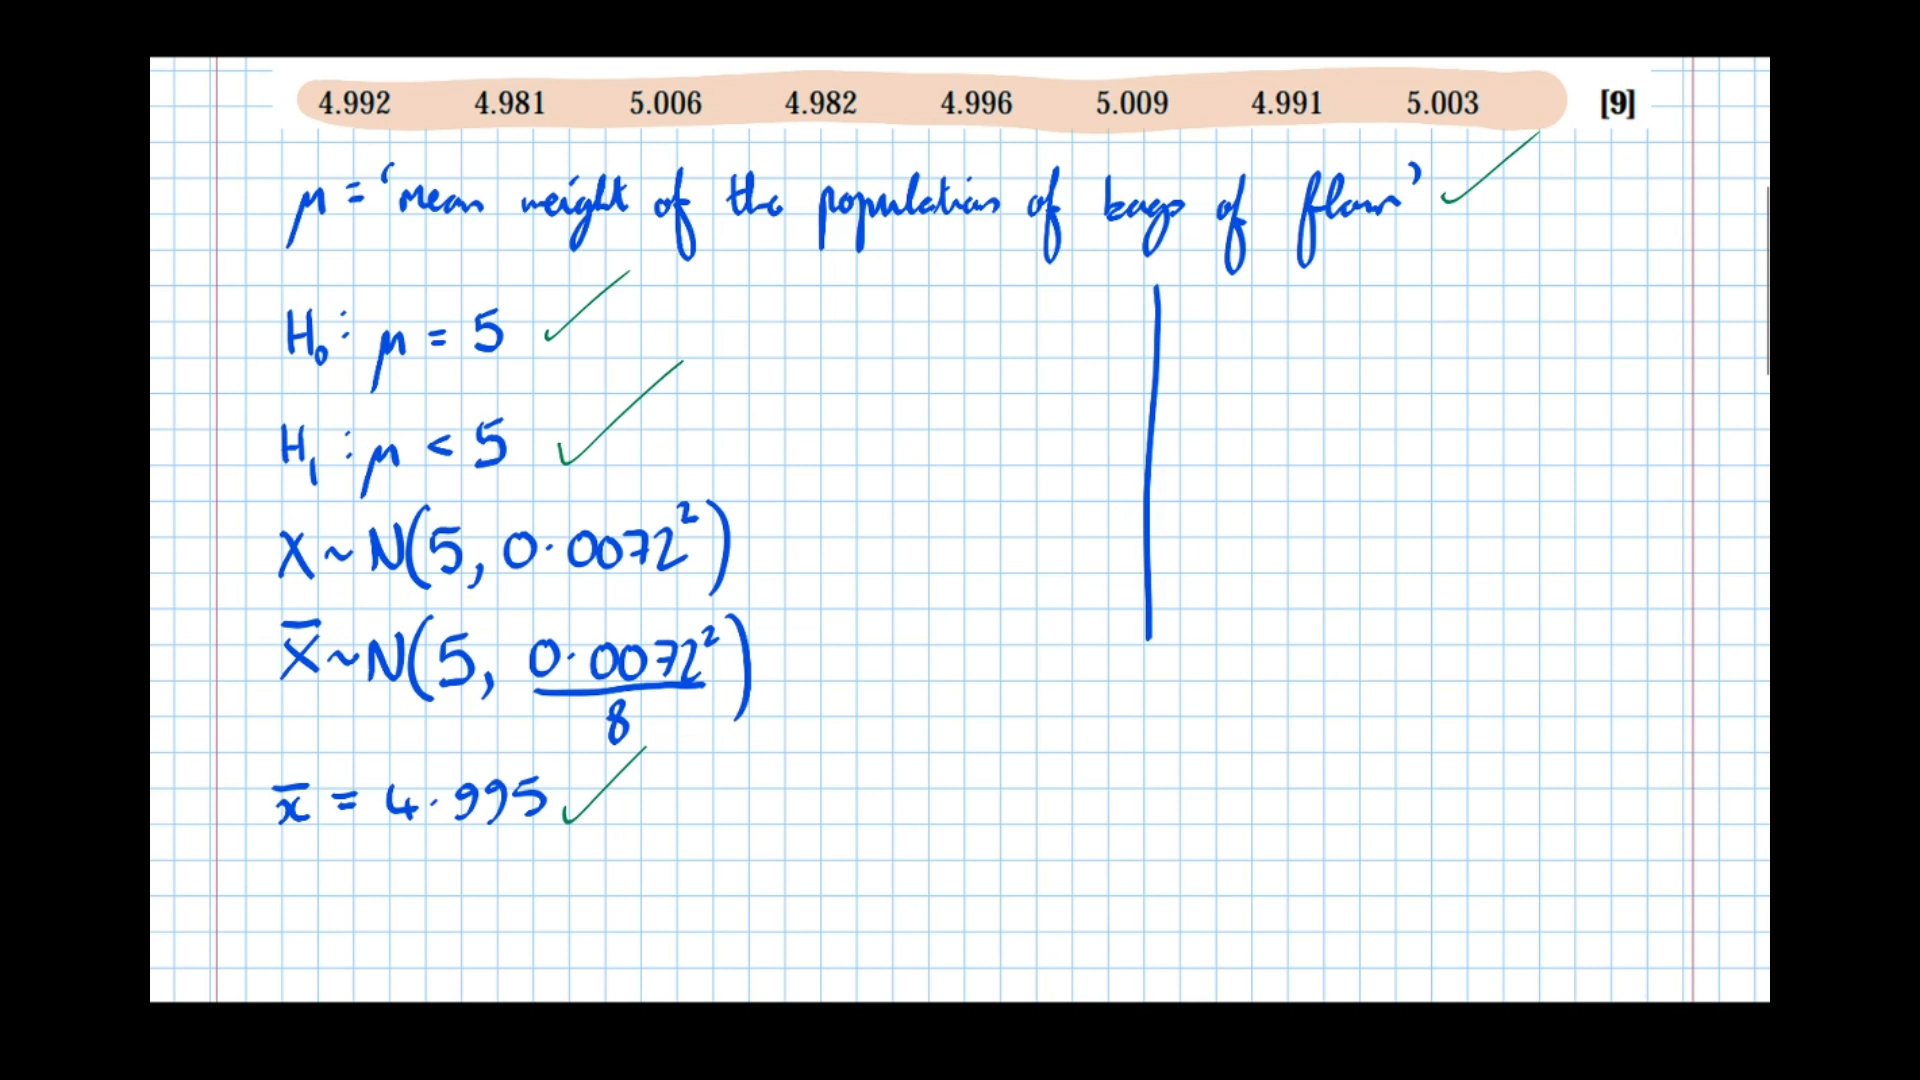 4.992 4.981 5.006 4.982 4.996 5.009 4.991 5.003 [9]
μ = 'mean weight of the population of bags of flour'
H₀ : μ = 5
H₁ : μ < 5
X ~ N(5, 0·0072²)
X̄ ~ N(5, 0·0072²/8)
x̄ = 4.995